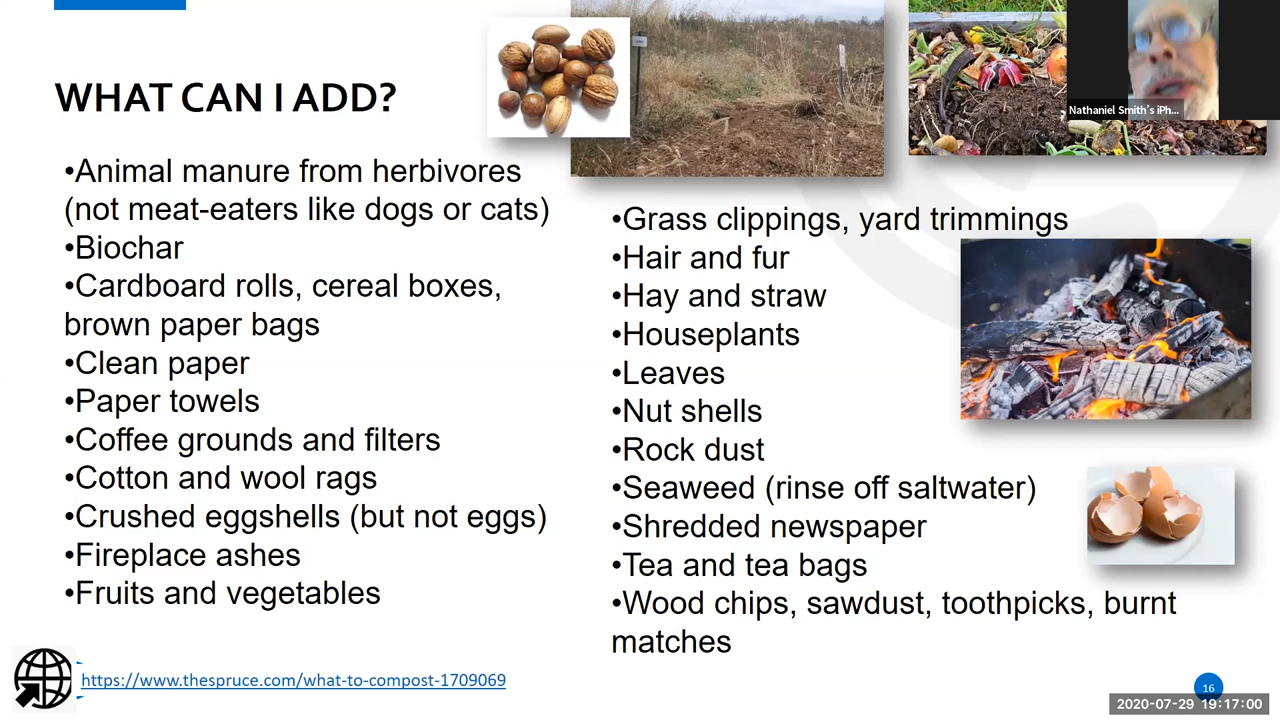 WHAT CAN I ADD?
Nathaniel Smith's iPh...
•Animal manure from herbivores
(not meat-eaters like dogs or cats)
•Biochar
•Cardboard rolls, cereal boxes,
brown paper bags
•Clean paper
•Paper towels
•Coffee grounds and filters
•Cotton and wool rags
•Crushed eggshells (but not eggs)
•Fireplace ashes
•Fruits and vegetables
•Grass clippings, yard trimmings
•Hair and fur
•Hay and straw
•Houseplants
•Leaves
•Nut shells
•Rock dust
•Seaweed (rinse off saltwater)
•Shredded newspaper
•Tea and tea bags
•Wood chips, sawdust, toothpicks, burnt
matches
https://www.thespruce.com/what-to-compost-1709069
16
2020-07-29 19:17:00